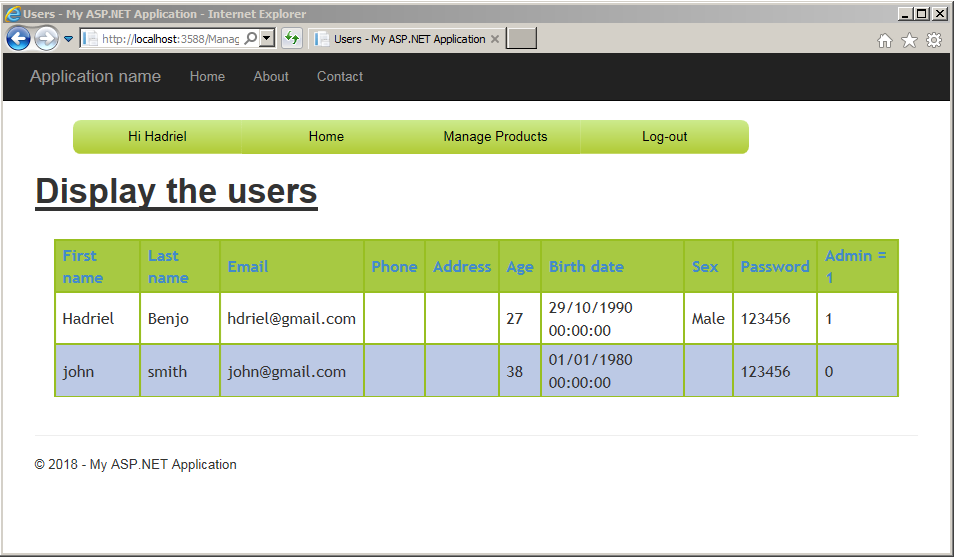 Users - My ASP.NET Application - Internet Explorer
http://localhost:3588/Manag
Users - My ASP.NET Application
Application name Home About Contact
Hi Hadriel Home Manage Products Log-out
Display the users
First name Last name Email Phone Address Age Birth date Sex Password Admin = 1
Hadriel Benjo hdriel@gmail.com 27 29/10/1990 00:00:00 Male 123456 1
john smith john@gmail.com 38 01/01/1980 00:00:00 123456 0
© 2018 - My ASP.NET Application